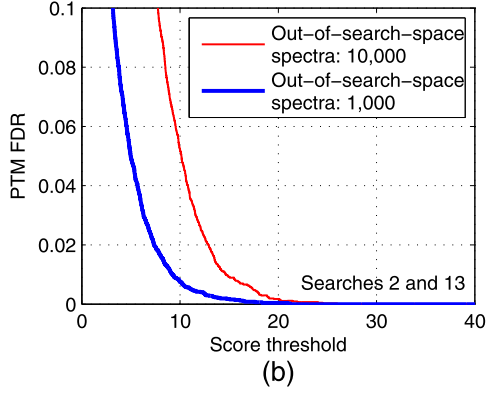 0.1
0.08
0.06
0.04
0.02
0
PTM FDR
Out−of−search−space
spectra: 10,000
Out−of−search−space
spectra: 1,000
Searches 2 and 13
0 10 20 30 40
Score threshold
(b)